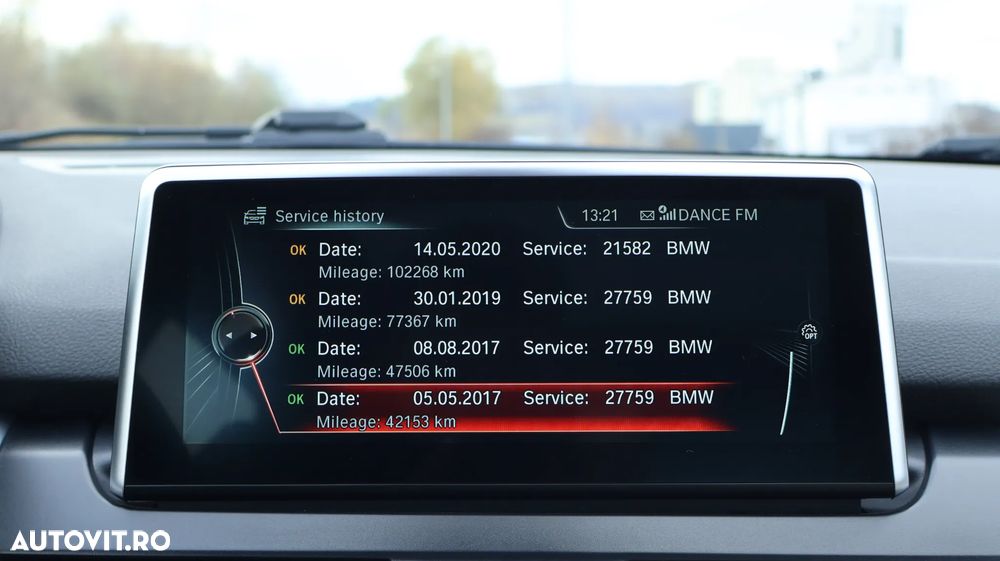 Service history 13:21 DANCE FM
OK Date: 14.05.2020 Service: 21582 BMW
Mileage: 102268 km
OK Date: 30.01.2019 Service: 27759 BMW
Mileage: 77367 km
OK Date: 08.08.2017 Service: 27759 BMW
Mileage: 47506 km
OK Date: 05.05.2017 Service: 27759 BMW
Mileage: 42153 km
OPT
AUTOVIT.RO